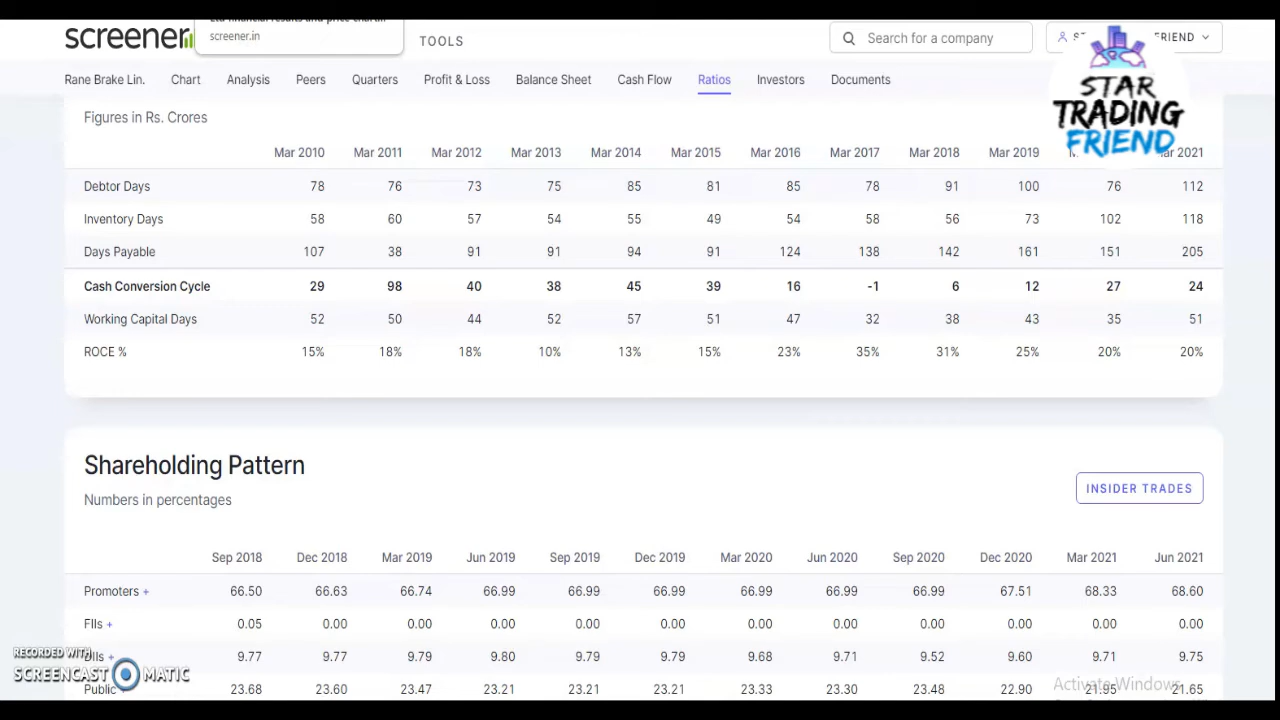 Ltd financial results and price chart...
screener
screener.in
TOOLS
Search for a company
FRIEND
Rane Brake Lin. Chart Analysis Peers Quarters Profit & Loss Balance Sheet Cash Flow Ratios Investors Documents
STAR
TRADING
FRIEND
Figures in Rs. Crores
Mar 2010 Mar 2011 Mar 2012 Mar 2013 Mar 2014 Mar 2015 Mar 2016 Mar 2017 Mar 2018 Mar 2019 Mar 2021
Debtor Days 78 76 73 75 85 81 85 78 91 100 76 112
Inventory Days 58 60 57 54 55 49 54 58 56 73 102 118
Days Payable 107 38 91 91 94 91 124 138 142 161 151 205
Cash Conversion Cycle 29 98 40 38 45 39 16 -1 6 12 27 24
Working Capital Days 52 50 44 52 57 51 47 32 38 43 35 51
ROCE % 15% 18% 18% 10% 13% 15% 23% 35% 31% 25% 20% 20%
Shareholding Pattern
Numbers in percentages
INSIDER TRADES
Sep 2018 Dec 2018 Mar 2019 Jun 2019 Sep 2019 Dec 2019 Mar 2020 Jun 2020 Sep 2020 Dec 2020 Mar 2021 Jun 2021
Promoters + 66.50 66.63 66.74 66.99 66.99 66.99 66.99 66.99 66.99 67.51 68.33 68.60
FIIs + 0.05 0.00 0.00 0.00 0.00 0.00 0.00 0.00 0.00 0.00 0.00 0.00
DIIs + 9.77 9.77 9.79 9.80 9.79 9.79 9.68 9.71 9.52 9.60 9.71 9.75
Public + 23.68 23.60 23.47 23.21 23.21 23.21 23.33 23.30 23.48 22.90 21.95 21.65
RECORDED WITH
SCREENCAST MATIC
Activate Windows